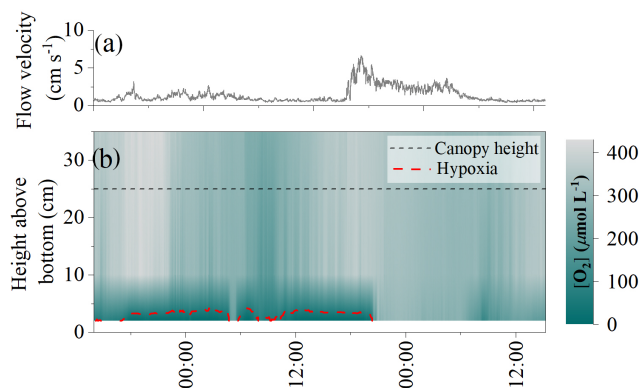 (a)
Flow velocity
(cm s⁻¹)
10
5
0
(b)
Canopy height
Hypoxia
Height above
bottom (cm)
30
20
10
0
00:00
12:00
00:00
12:00
400
300
200
100
0
[O₂] (μmol L⁻¹)